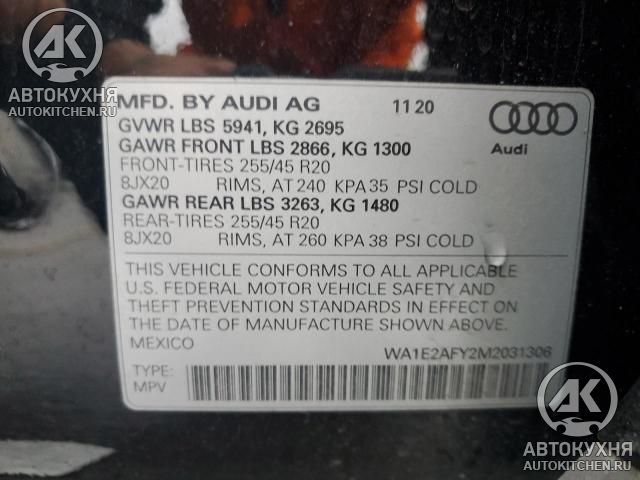 АК
АВТОКУХНЯ
AUTOKITCHEN.RU
MFD. BY AUDI AG 11 20
GVWR LBS 5941, KG 2695
GAWR FRONT LBS 2866, KG 1300
FRONT-TIRES 255/45 R20
8JX20 RIMS, AT 240 KPA 35 PSI COLD
GAWR REAR LBS 3263, KG 1480
REAR-TIRES 255/45 R20
8JX20 RIMS, AT 260 KPA 38 PSI COLD
Audi
THIS VEHICLE CONFORMS TO ALL APPLICABLE
U.S. FEDERAL MOTOR VEHICLE SAFETY AND
THEFT PREVENTION STANDARDS IN EFFECT ON
THE DATE OF MANUFACTURE SHOWN ABOVE.
MEXICO WA1E2AFY2M2031306
TYPE:
MPV
АК
АВТОКУХНЯ
AUTOKITCHEN.RU